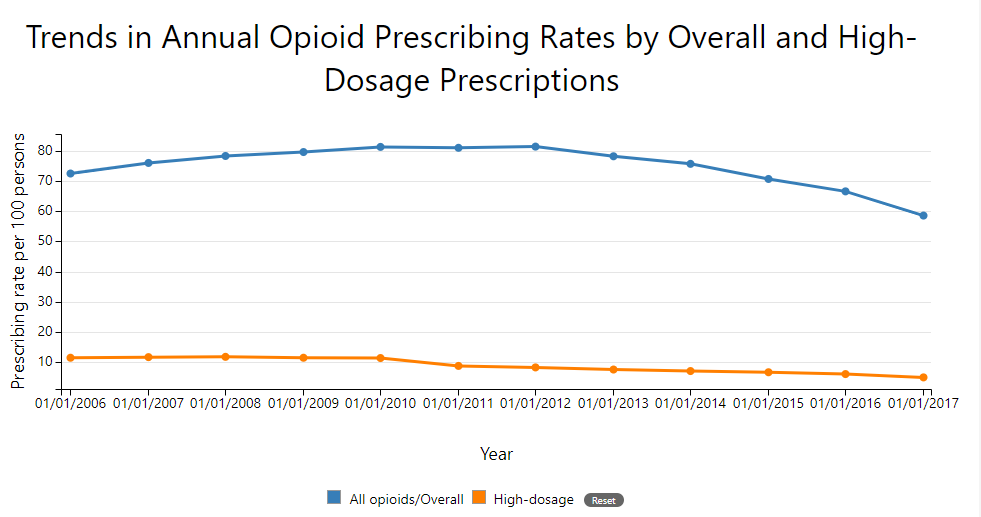 Trends in Annual Opioid Prescribing Rates by Overall and High-
Dosage Prescriptions
Prescribing rate per 100 persons
80
70
60
50
40
30
20
10
01/01/2006 01/01/2007 01/01/2008 01/01/2009 01/01/2010 01/01/2011 01/01/2012 01/01/2013 01/01/2014 01/01/2015 01/01/2016 01/01/2017
Year
All opioids/Overall High-dosage Reset